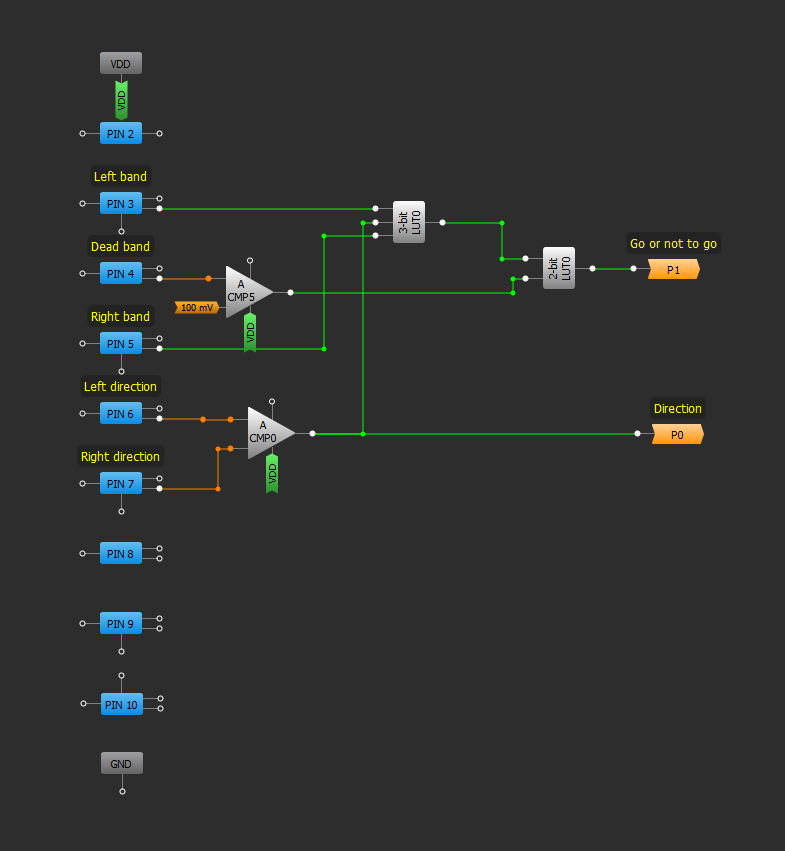 VDD
VDD
PIN 2
Left band
PIN 3
3-bit
LUT0
Dead band
PIN 4
A
CMP5
100 mV
VDD
2-bit
LUT0
Go or not to go
P1
Right band
PIN 5
Left direction
PIN 6
A
CMP0
VDD
Direction
P0
Right direction
PIN 7
PIN 8
PIN 9
PIN 10
GND